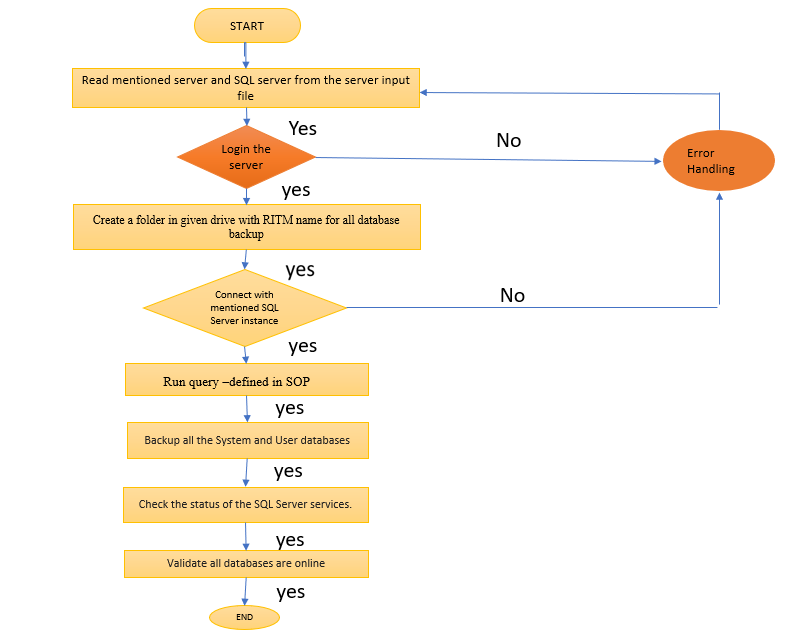 START
Read mentioned server and SQL server from the server input
file
Yes
Login the
server
No
Error
Handling
yes
Create a folder in given drive with RITM name for all database
backup
yes
Connect with
mentioned SQL
Server instance
No
yes
Run query –defined in SOP
yes
Backup all the System and User databases
yes
Check the status of the SQL Server services.
yes
Validate all databases are online
yes
END